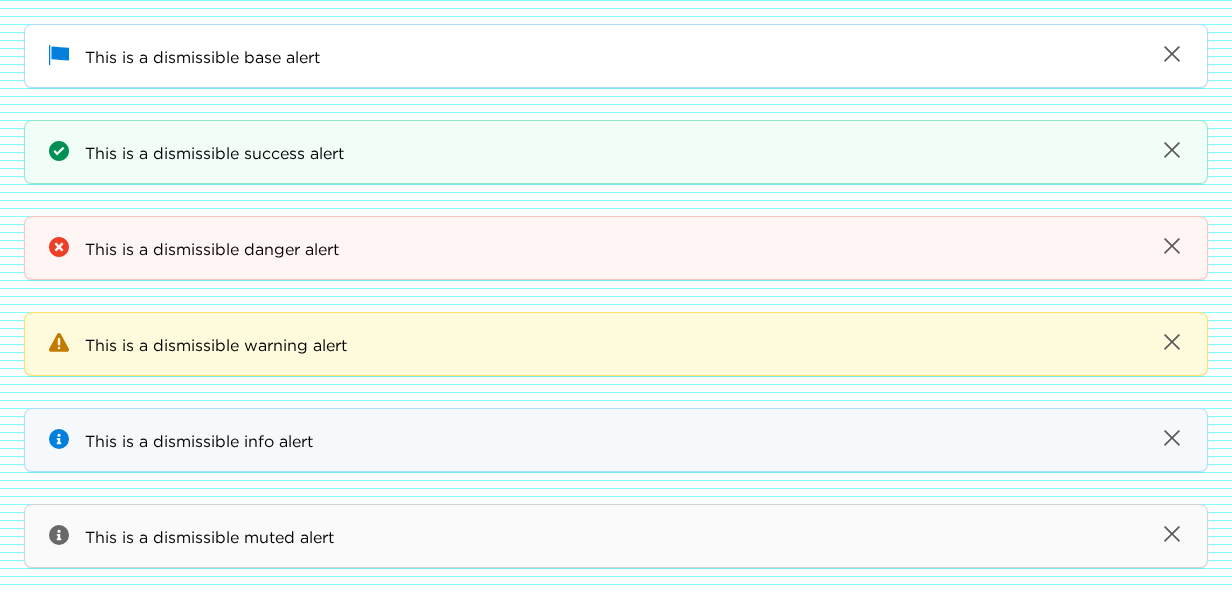 This is a dismissible base alert
This is a dismissible success alert
This is a dismissible danger alert
This is a dismissible warning alert
This is a dismissible info alert
This is a dismissible muted alert